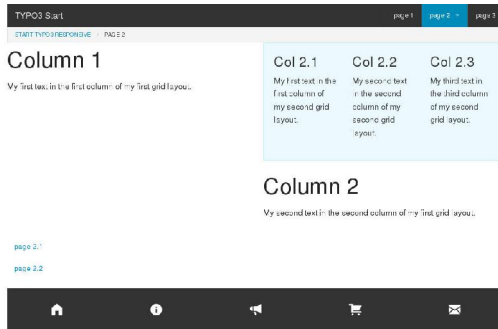 TYPO3 Start
page 1
page 2
page 3
START TYPO3 RESPONSIVE / PAGE 2
Column 1
My first text in the first column of my first grid layout.
Col 2.1
My first text in the
first column of
my second grid
layout.
Col 2.2
My second text
in the second
column of my
second grid
layout.
Col 2.3
My third text in
the third column
of my second
grid layout.
Column 2
My second text in the second column of my first grid layout.
page 2.1
page 2.2